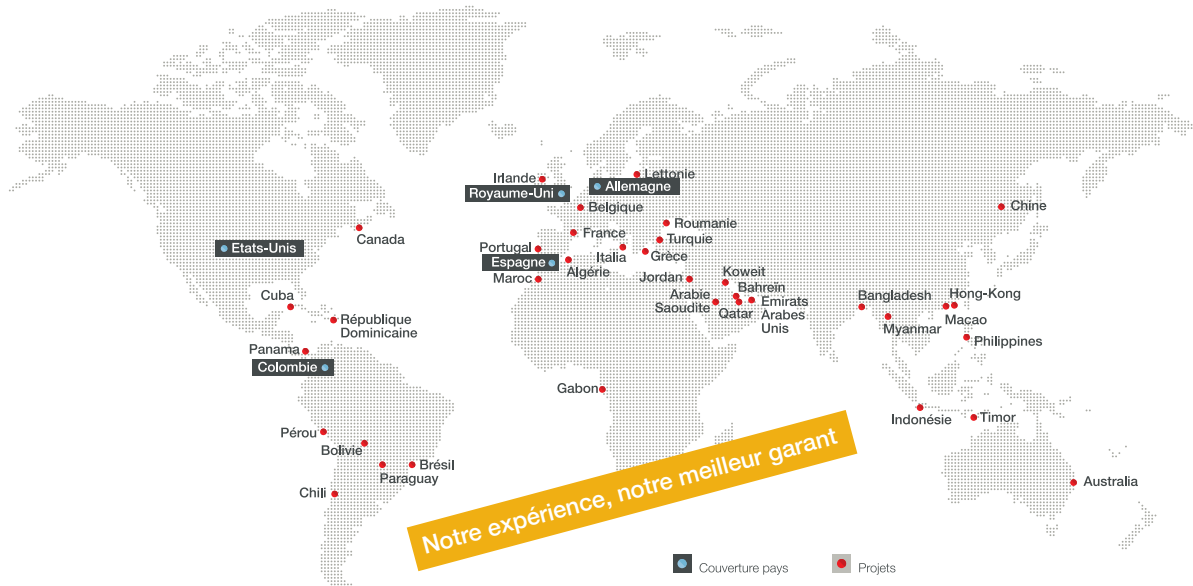 Irlande
Lettonie
Royaume-Uni
Allemagne
Belgique
Chine
Canada
Etats-Unis
France
Roumanie
Turquie
Portugal
Italia
Grèce
Espagne
Algérie
Maroc
Jordan
Koweit
Bahreïn
Arabie
Saoudite
Qatar
Emirats
Arabes
Unis
Bangladesh
Hong-Kong
Macao
Myanmar
Philippines
Cuba
République
Dominicaine
Panama
Colombie
Gabon
Indonésie
Timor
Pérou
Bolivie
Brésil
Paraguay
Chili
Australia
Notre expérience, notre meilleur garant
Couverture pays
Projets